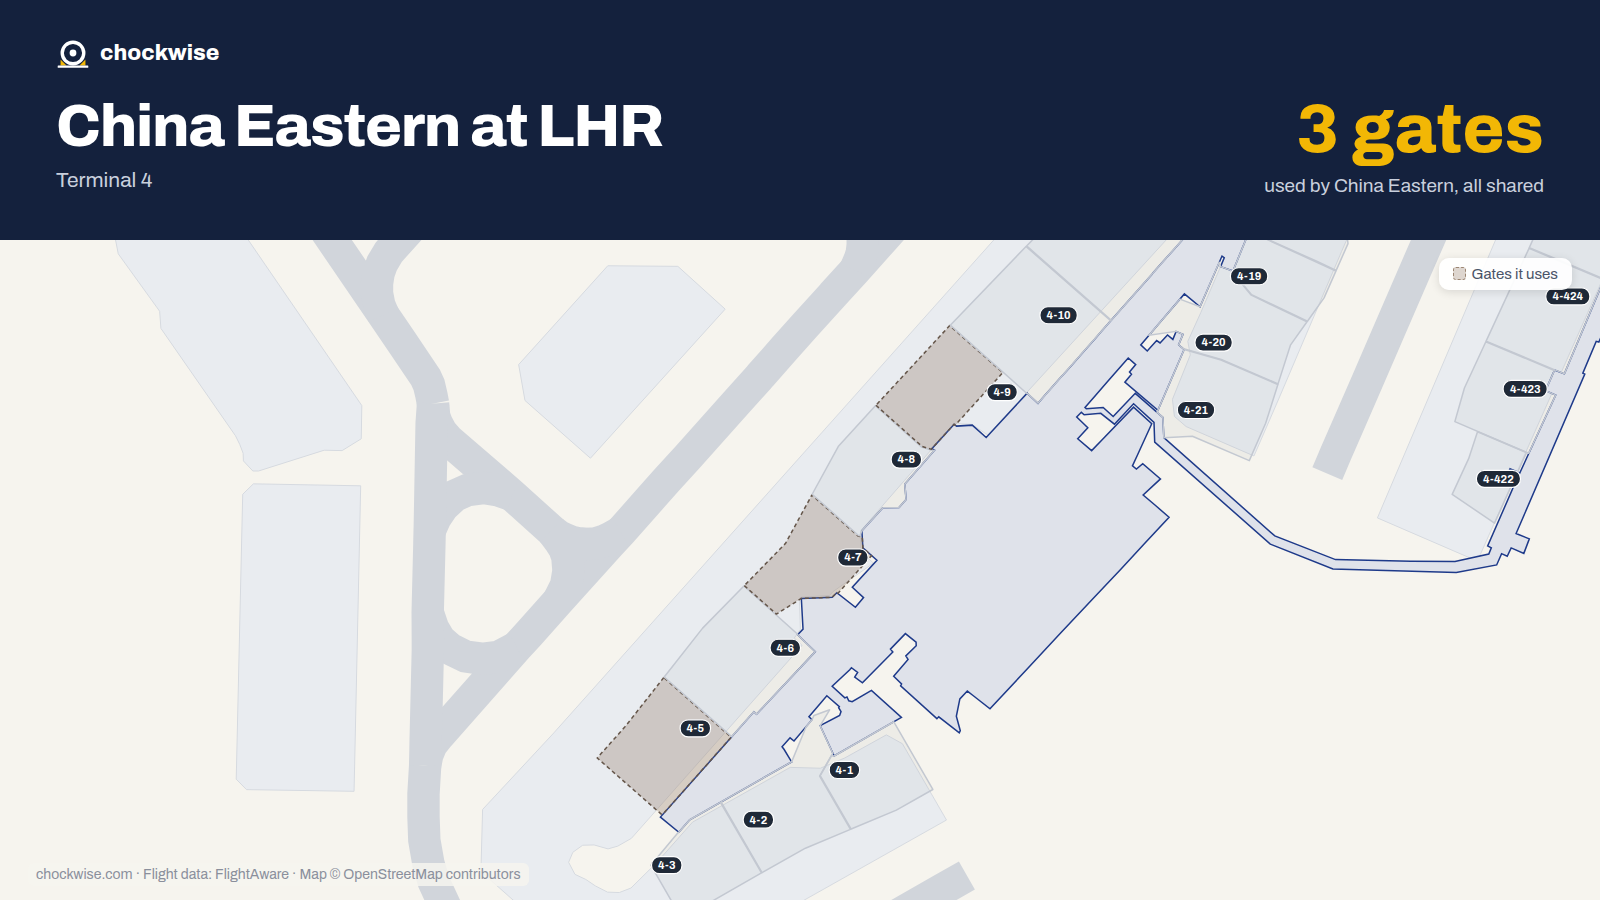 chockwise
China Eastern at LHR
Terminal 4
3 gates
used by China Eastern, all shared
Gates it uses
4-19
4-424
4-10
4-20
4-9
4-423
4-21
4-8
4-422
4-7
4-6
4-5
4-1
4-2
4-3
chockwise.com · Flight data: FlightAware · Map © OpenStreetMap contributors